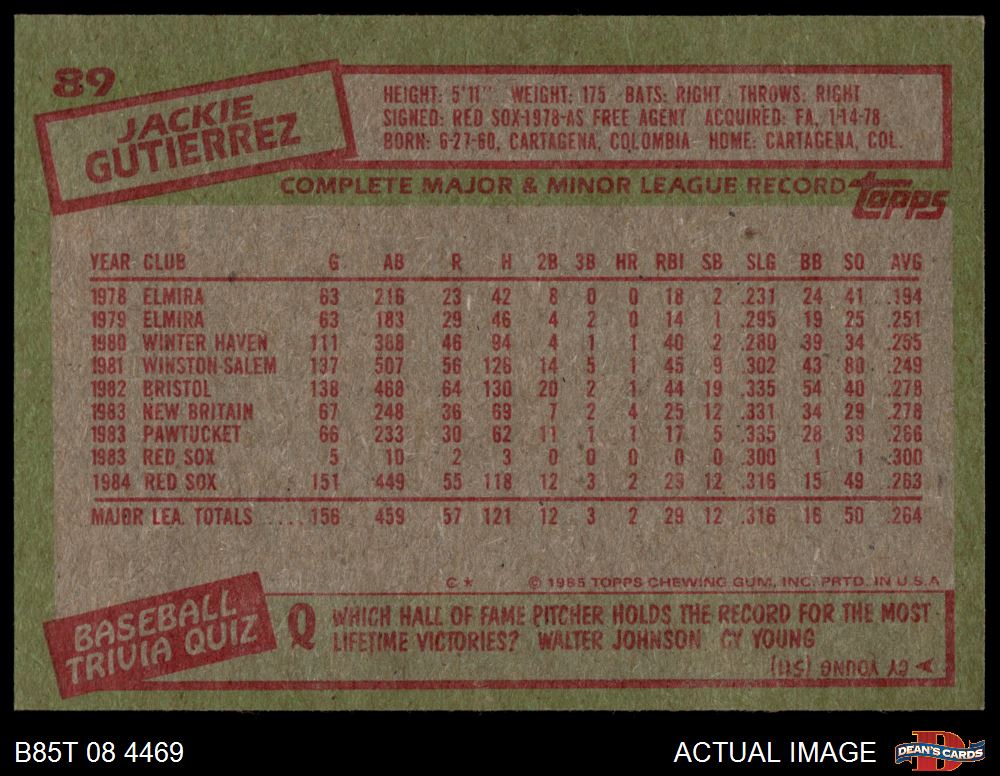 89
JACKIE
GUTIERREZ
HEIGHT: 5'11" WEIGHT: 175 BATS: RIGHT THROWS: RIGHT
SIGNED: RED SOX-1978-AS FREE AGENT ACQUIRED: FA, 1-14-78
BORN: 6-27-60, CARTAGENA, COLOMBIA HOME: CARTAGENA, COL.
COMPLETE MAJOR & MINOR LEAGUE RECORD
topps
YEAR CLUB G AB R H 2B 3B HR RBI SB SLG BB SO AVG
1978 ELMIRA 63 216 23 42 8 0 0 18 2 .231 24 41 .194
1979 ELMIRA 63 183 29 46 4 2 0 14 1 .295 19 25 .251
1980 WINTER HAVEN 111 368 46 94 4 1 1 40 2 .280 39 34 .255
1981 WINSTON-SALEM 137 507 56 126 14 5 1 45 9 .302 43 80 .249
1982 BRISTOL 138 468 64 130 20 2 1 44 19 .335 54 40 .278
1983 NEW BRITAIN 67 248 36 69 7 2 4 25 12 .331 34 29 .278
1983 PAWTUCKET 66 233 30 62 11 1 1 17 5 .335 28 39 .266
1983 RED SOX 5 10 2 3 0 0 0 0 0 .300 1 1 .300
1984 RED SOX 151 449 55 118 12 3 2 29 12 .316 15 49 .263
MAJOR LEA. TOTALS .... 156 459 57 121 12 3 2 29 12 .316 16 50 .264
C * © 1985 TOPPS CHEWING GUM, INC. PRTD. IN U.S.A
BASEBALL
TRIVIA QUIZ
Q WHICH HALL OF FAME PITCHER HOLDS THE RECORD FOR THE MOST
LIFETIME VICTORIES? WALTER JOHNSON CY YOUNG
A CY YOUNG (511)
B85T 08 4469
ACTUAL IMAGE
D
DEAN'S CARDS